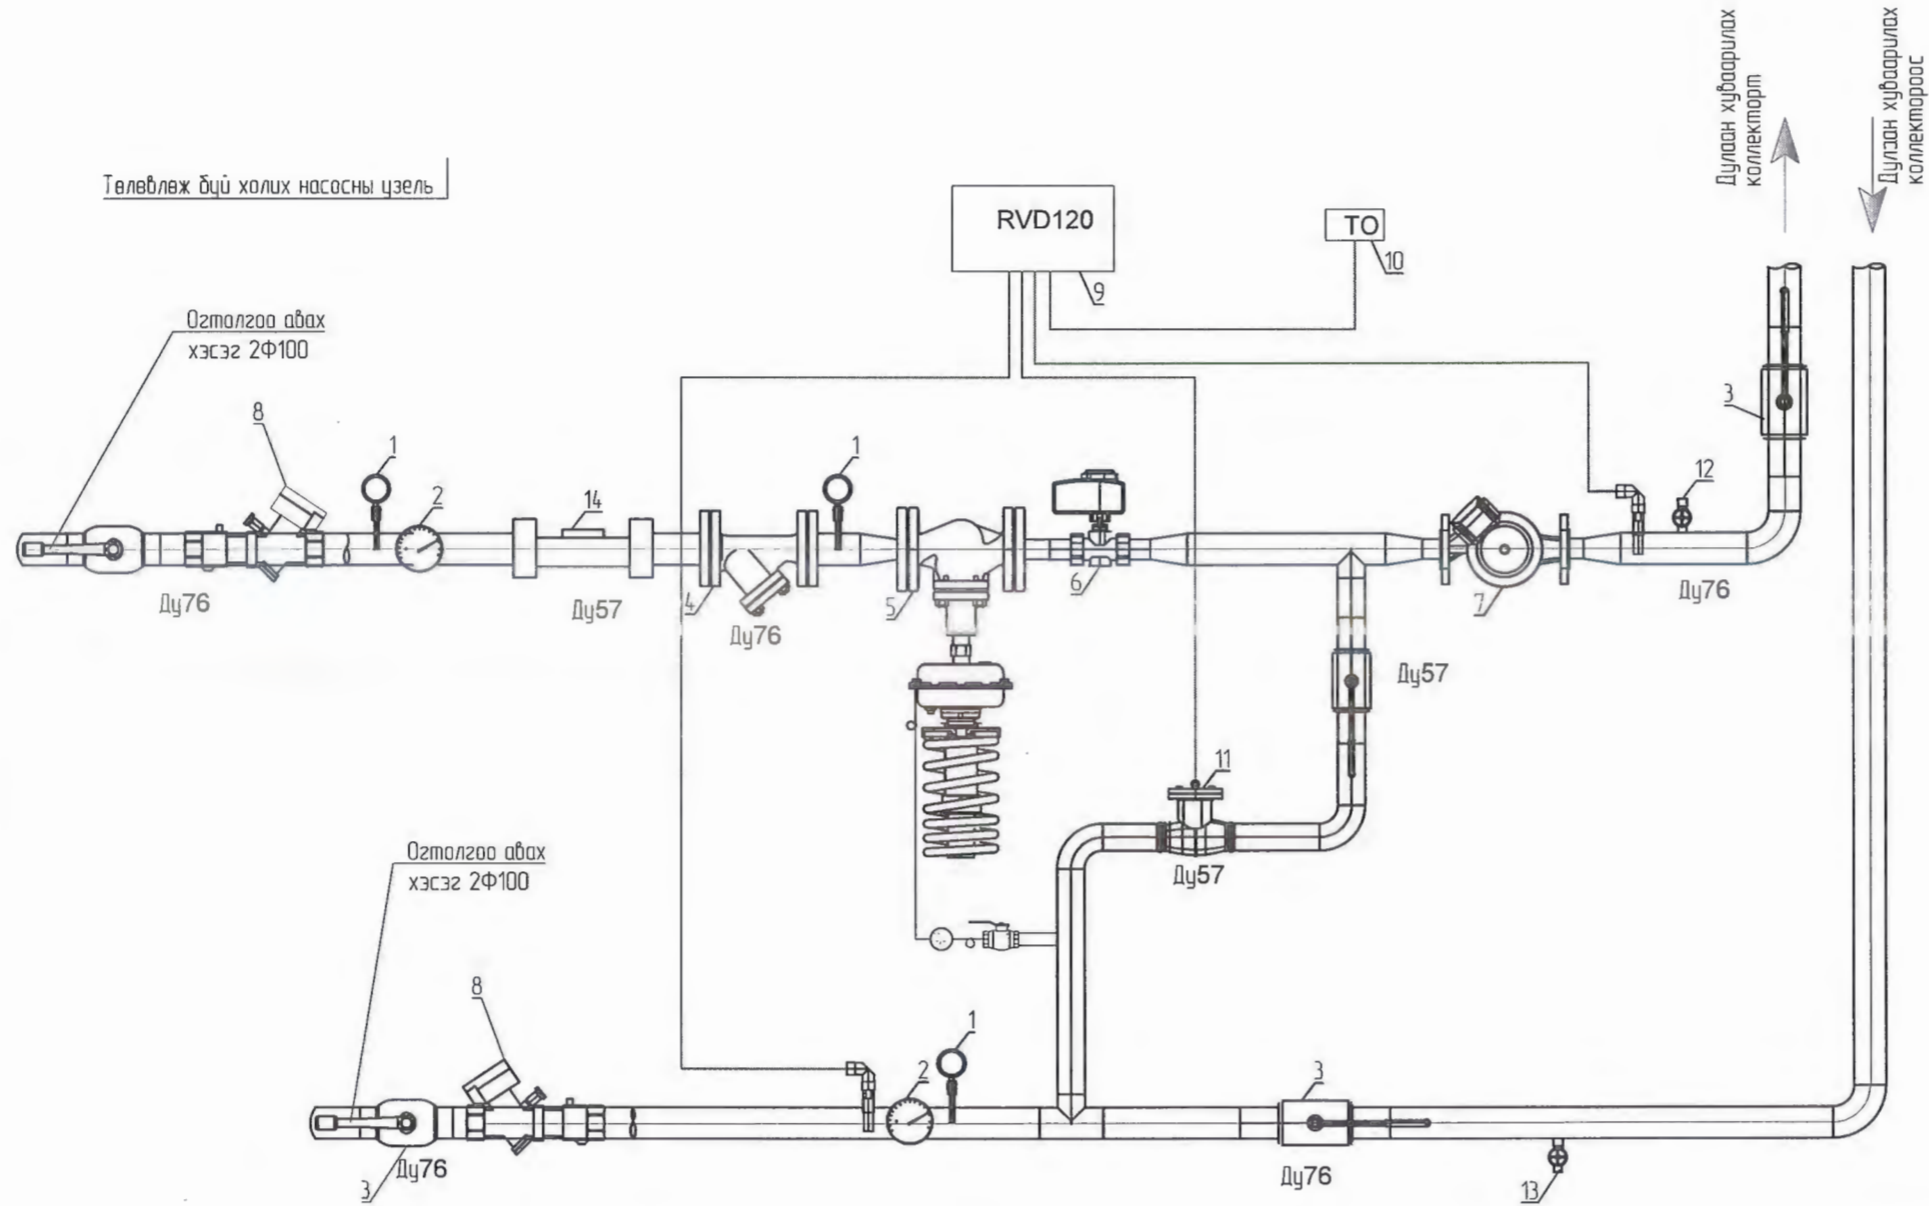 Дулаан хуваарилах
коллекторт
Дулаан хуваарилах
коллектороос
Төлөвлөж буй холих насосны узель
RVD120
TO
10
9
Огтолгоо авах
хэсэг 2Ф100
3
8
1
1
12
2
14
Ду76
Ду57
4
Ду76
5
6
7
Ду76
Ду57
11
Огтолгоо авах
хэсэг 2Ф100
Ду57
8
1
2
3
Ду76
3
Ду76
13